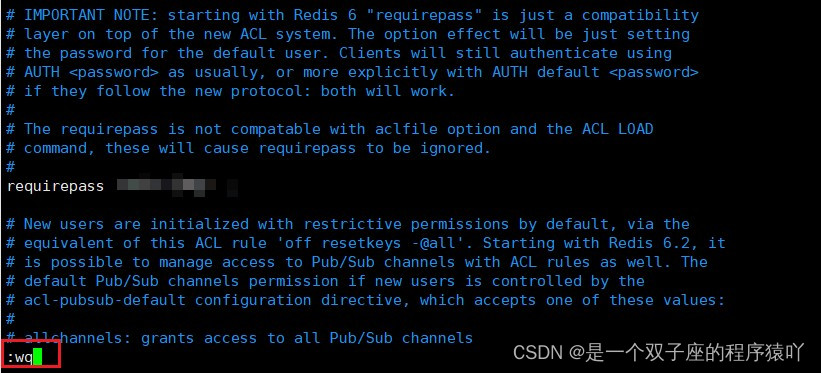 # IMPORTANT NOTE: starting with Redis 6 "requirepass" is just a compatibility
# layer on top of the new ACL system. The option effect will be just setting
# the password for the default user. Clients will still authenticate using
# AUTH <password> as usually, or more explicitly with AUTH default <password>
# if they follow the new protocol: both will work.
#
# The requirepass is not compatable with aclfile option and the ACL LOAD
# command, these will cause requirepass to be ignored.
#
requirepass
# New users are initialized with restrictive permissions by default, via the
# equivalent of this ACL rule 'off resetkeys -@all'. Starting with Redis 6.2, it
# is possible to manage access to Pub/Sub channels with ACL rules as well. The
# default Pub/Sub channels permission if new users is controlled by the
# acl-pubsub-default configuration directive, which accepts one of these values:
#
# allchannels: grants access to all Pub/Sub channels
:wq
CSDN @是一个双子座的程序猿吖